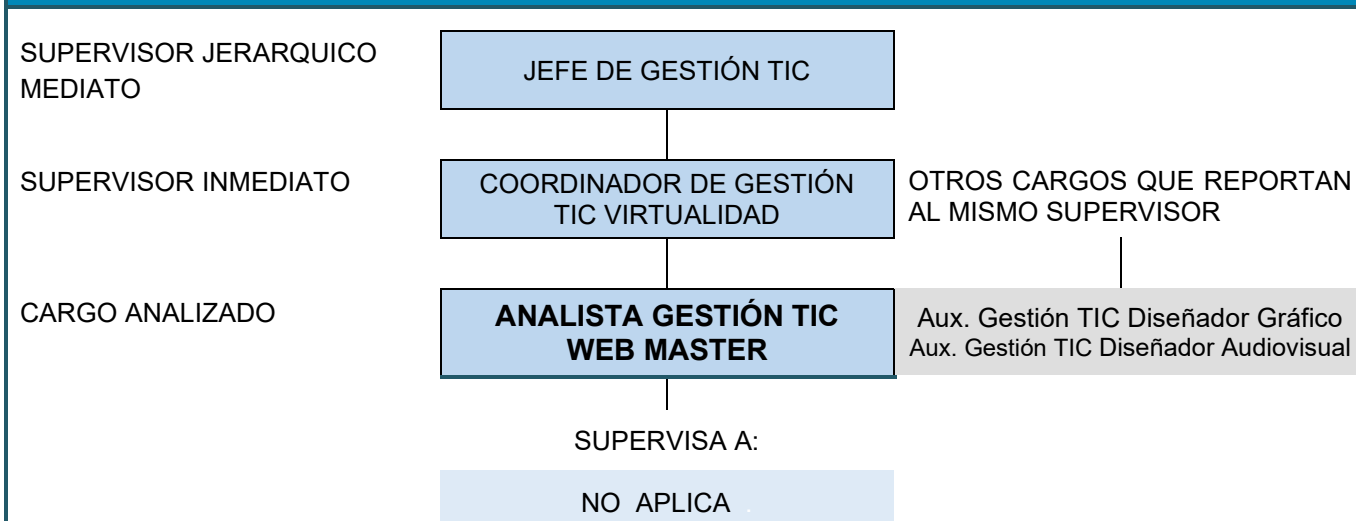 SUPERVISOR JERARQUICO
MEDIATO
JEFE DE GESTIÓN TIC
SUPERVISOR INMEDIATO
COORDINADOR DE GESTIÓN
TIC VIRTUALIDAD
OTROS CARGOS QUE REPORTAN
AL MISMO SUPERVISOR
CARGO ANALIZADO
ANALISTA GESTIÓN TIC
WEB MASTER
Aux. Gestión TIC Diseñador Gráfico
Aux. Gestión TIC Diseñador Audiovisual
SUPERVISA A:
NO APLICA